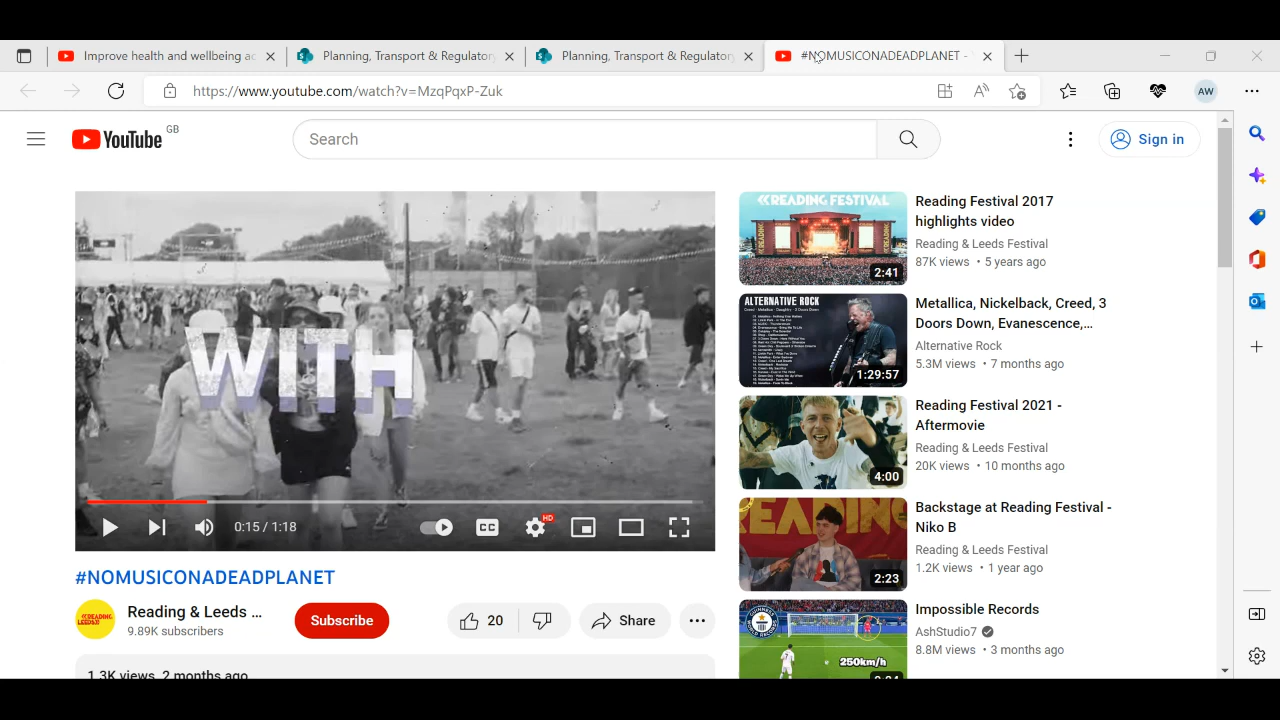 Improve health and wellbeing ac
Planning, Transport & Regulatory
Planning, Transport & Regulatory
#NOMUSICONADEADPLANET -
https://www.youtube.com/watch?v=MzqPqxP-Zuk
AW
YouTube GB
Search
Sign in
WITH
0:15 / 1:18
CC
HD
#NOMUSICONADEADPLANET
Reading & Leeds ...
9.89K subscribers
Subscribe
20
Share
1.3K views 2 months ago
READING FESTIVAL
2:41
Reading Festival 2017
highlights video
Reading & Leeds Festival
87K views • 5 years ago
ALTERNATIVE ROCK
1:29:57
Metallica, Nickelback, Creed, 3
Doors Down, Evanescence,...
Alternative Rock
5.3M views • 7 months ago
4:00
Reading Festival 2021 -
Aftermovie
Reading & Leeds Festival
20K views • 10 months ago
EADING
2:23
Backstage at Reading Festival -
Niko B
Reading & Leeds Festival
1.2K views • 1 year ago
250km/h
Impossible Records
AshStudio7
8.8M views • 3 months ago